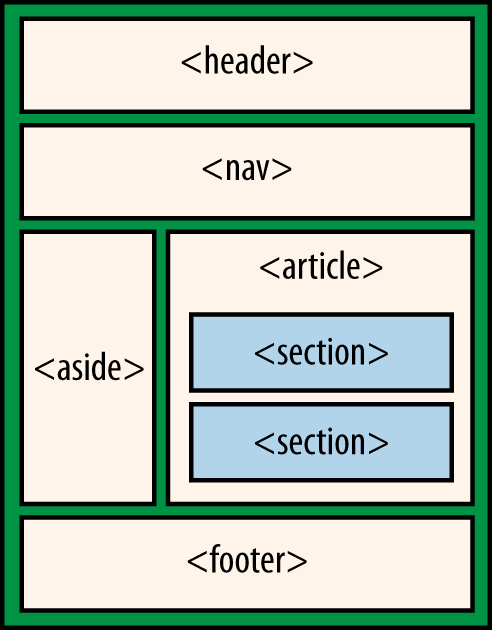 <header>
<nav>
<aside>
<article>
<section>
<section>
<footer>